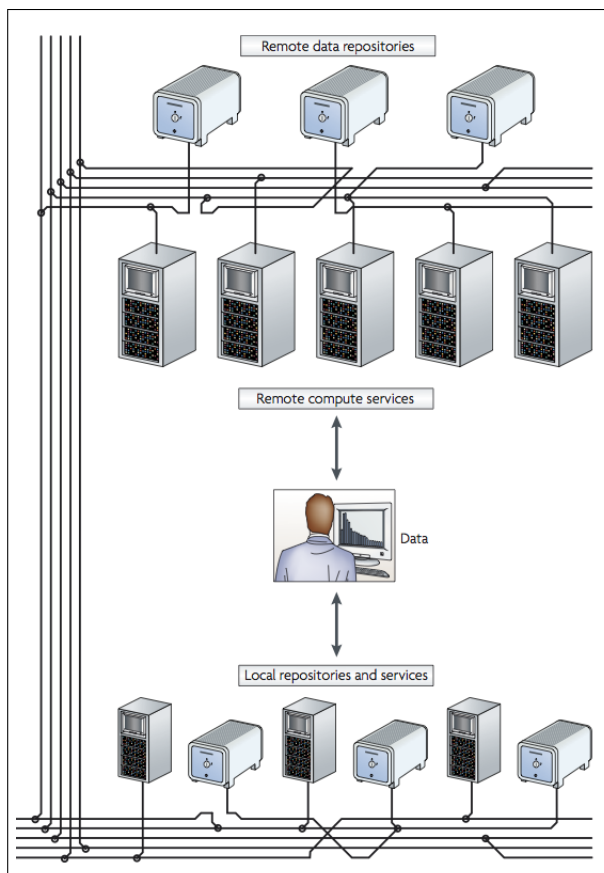 Remote data repositories
Remote compute services
Data
Local repositories and services